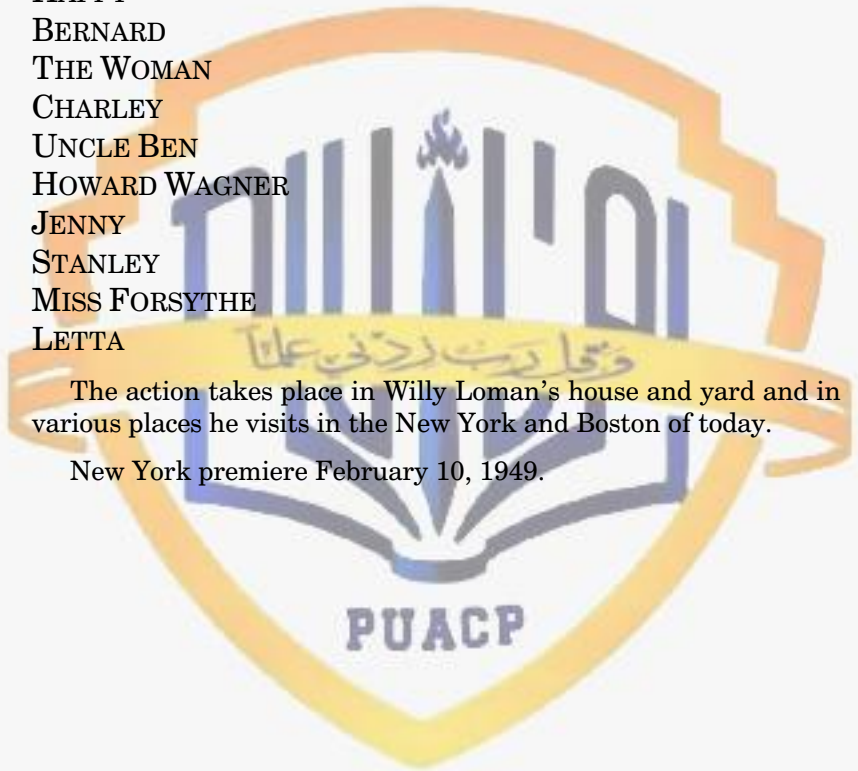 BERNARD
THE WOMAN
CHARLEY
UNCLE BEN
HOWARD WAGNER
JENNY
STANLEY
MISS FORSYTHE
LETTA
وقل رب زدني علمًا
The action takes place in Willy Loman's house and yard and in
various places he visits in the New York and Boston of today.
New York premiere February 10, 1949.
PUACP